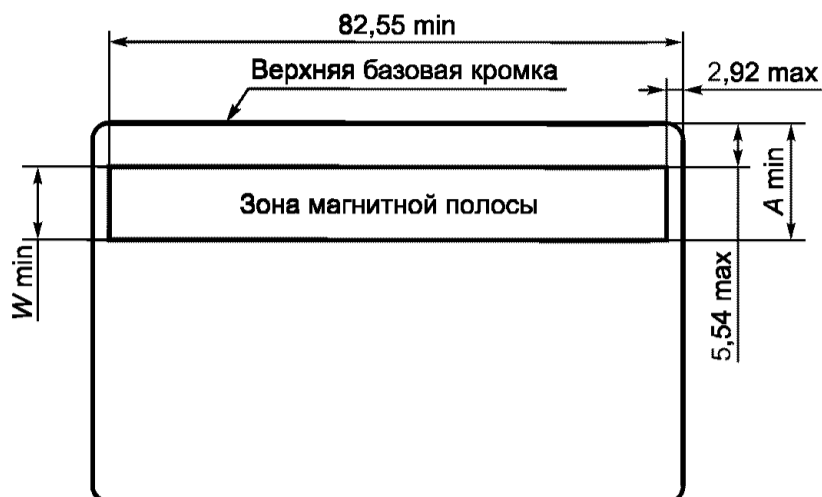 82,55 min
Верхняя базовая кромка
2,92 max
Зона магнитной полосы
W min
A min
5,54 max